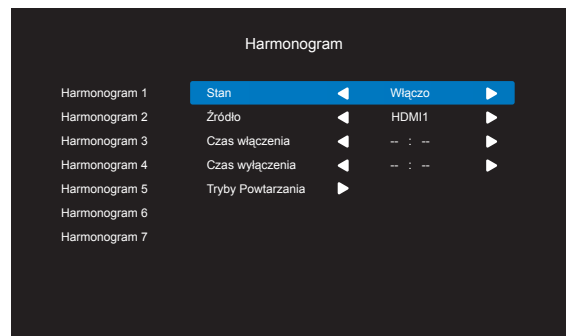 Harmonogram
Harmonogram 1 Stan Włączo
Harmonogram 2 Źródło HDMI1
Harmonogram 3 Czas włączenia -- : --
Harmonogram 4 Czas wyłączenia -- : --
Harmonogram 5 Tryby Powtarzania
Harmonogram 6
Harmonogram 7